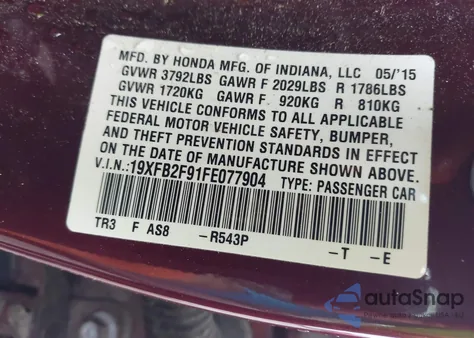 MFD. BY HONDA MFG. OF INDIANA, LLC 05/'15
GVWR 3792LBS GAWR F 2029LBS R 1786LBS
GVWR 1720KG GAWR F 920KG R 810KG
THIS VEHICLE CONFORMS TO ALL APPLICABLE
FEDERAL MOTOR VEHICLE SAFETY, BUMPER,
AND THEFT PREVENTION STANDARDS IN EFFECT
ON THE DATE OF MANUFACTURE SHOWN ABOVE.
V.I.N.:19XFB2F91FE077904 TYPE: PASSENGER CAR
TR3 F AS8 -R543P -T -E
autoSnap